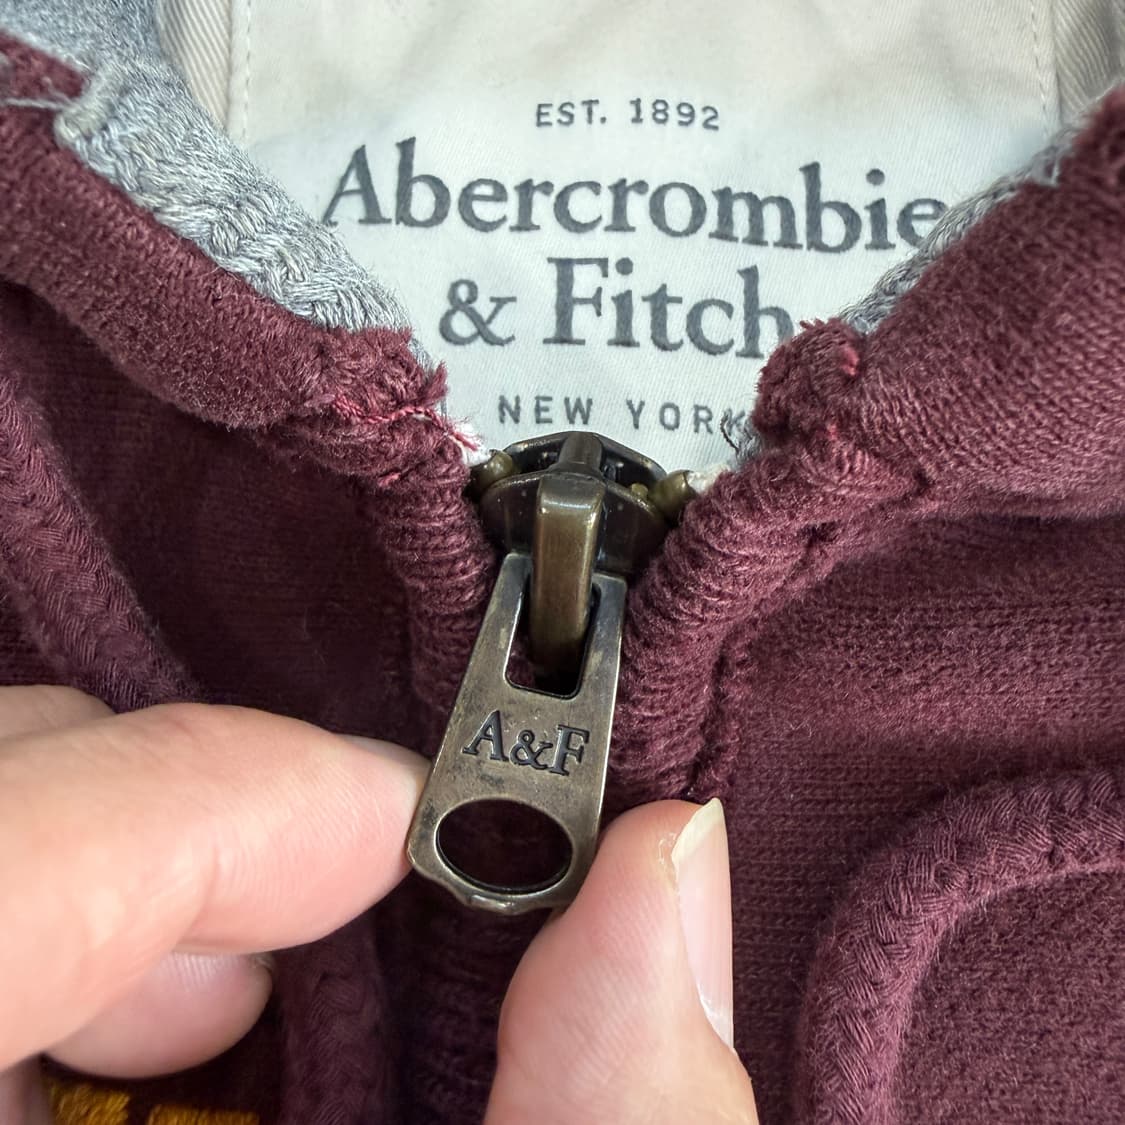 EST. 1892
Abercrombie
& Fitch
NEW YORK
A&F